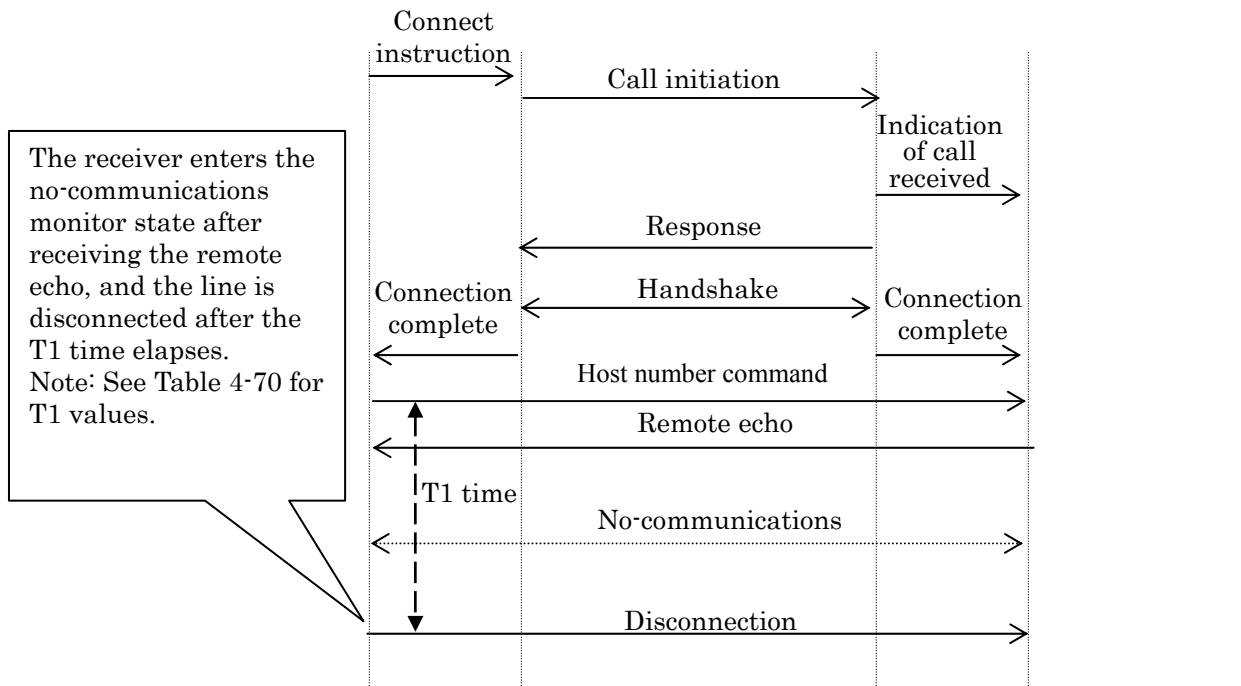 Connect
instruction
Call initiation
Indication
of call
received
The receiver enters the
no-communications
monitor state after
receiving the remote
echo, and the line is
disconnected after the
T1 time elapses.
Note: See Table 4-70 for
T1 values.
Response
Connection
complete
Handshake
Connection
complete
Host number command
Remote echo
T1 time
No-communications
Disconnection